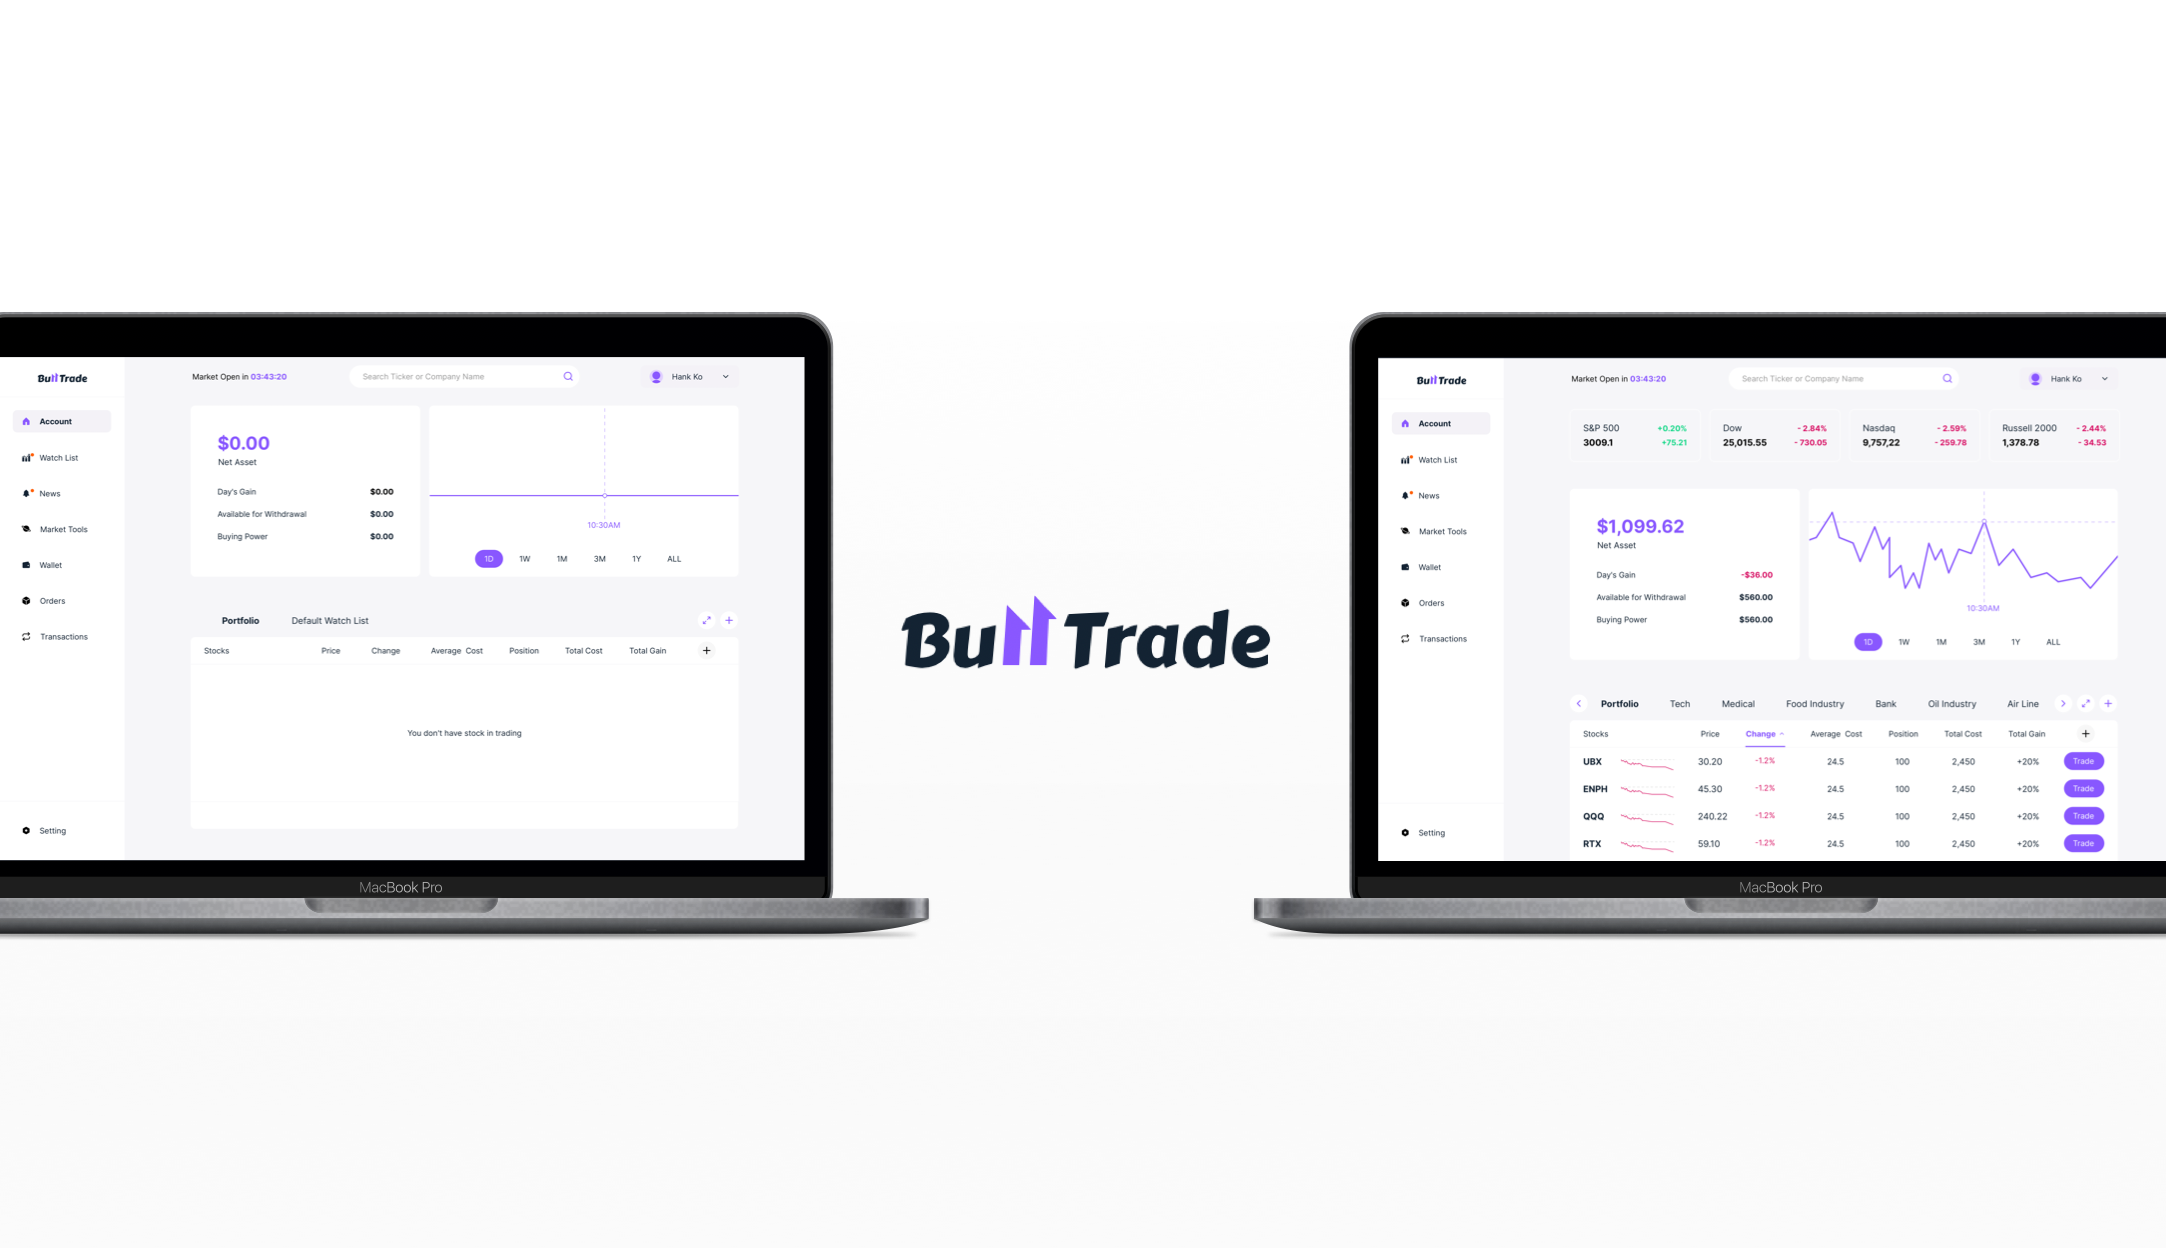 Bull Trade
Market Open in 03:43:20
Search Ticker or Company Name
Hank Ko
Account
Watch List
News
Market Tools
Wallet
Orders
Transactions
Setting
$0.00
Net Asset
Day's Gain $0.00
Available for Withdrawal $0.00
Buying Power $0.00
10:30AM
1D 1W 1M 3M 1Y ALL
Portfolio Default Watch List
Stocks Price Change Average Cost Position Total Cost Total Gain +
You don't have stock in trading
MacBook Pro
Bull Trade
Bull Trade
Market Open in 03:43:20
Search Ticker or Company Name
Hank Ko
Account
Watch List
News
Market Tools
Wallet
Orders
Transactions
Setting
S&P 500 +0.20%
3009.1 +75.21
Dow - 2.84%
25,015.55 - 730.05
Nasdaq - 2.59%
9,757,22 - 259.78
Russell 2000 - 2.44%
1,378.78 - 34.53
$1,099.62
Net Asset
Day's Gain -$36.00
Available for Withdrawal $560.00
Buying Power $560.00
10:30AM
1D 1W 1M 3M 1Y ALL
Portfolio Tech Medical Food Industry Bank Oil Industry Air Line
Stocks Price Change Average Cost Position Total Cost Total Gain +
UBX 30.20 -1.2% 24.5 100 2,450 +20% Trade
ENPH 45.30 -1.2% 24.5 100 2,450 +20% Trade
QQQ 240.22 -1.2% 24.5 100 2,450 +20% Trade
RTX 59.10 -1.2% 24.5 100 2,450 +20% Trade
MacBook Pro